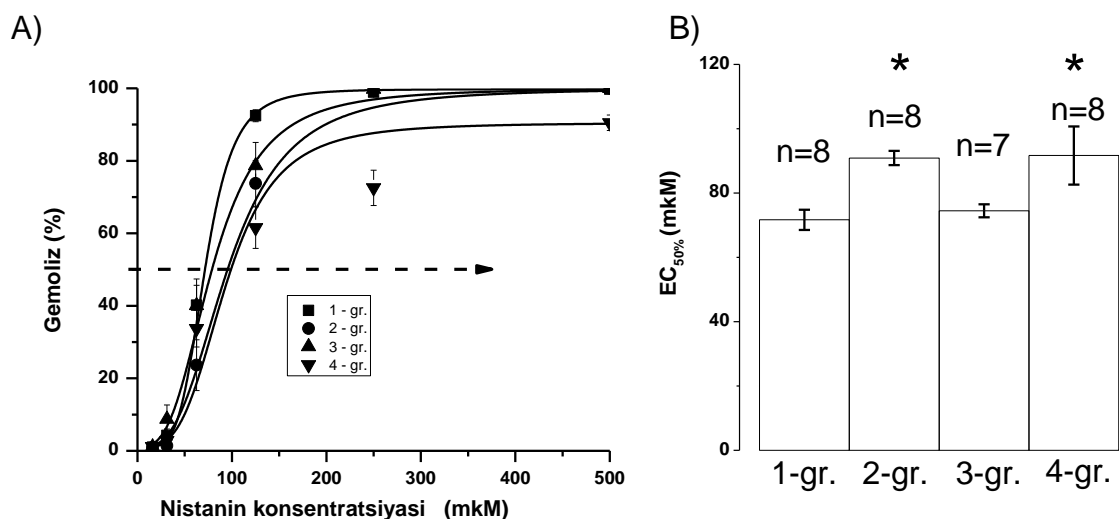 A)
Gemoliz (%)
100
80
60
40
20
0
0
100
200
300
400
500
Nistanin konsentratsiyasi (mkM)
1 - gr.
2 - gr.
3 - gr.
4 - gr.
B)
EC50% (mkM)
120
80
40
0
n=8
*
n=8
n=7
*
n=8
1-gr.
2-gr.
3-gr.
4-gr.